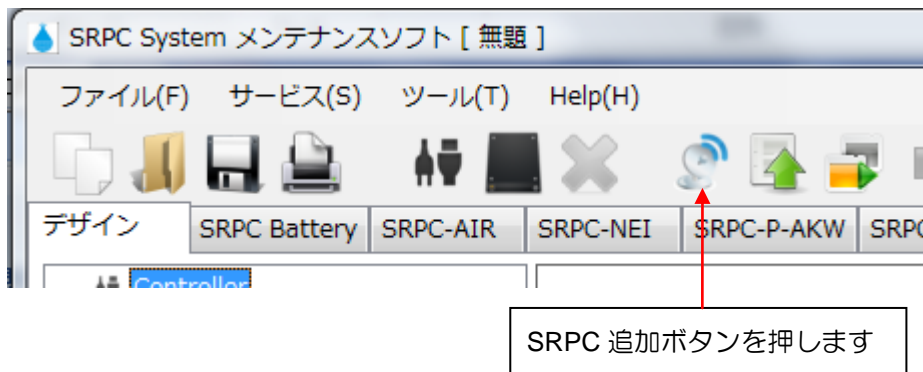 SRPC System メンテナンスソフト [ 無題 ]
ファイル(F) サービス(S) ツール(T) Help(H)
デザイン SRPC Battery SRPC-AIR SRPC-NEI SRPC-P-AKW SRPC
Controller
SRPC 追加ボタンを押します